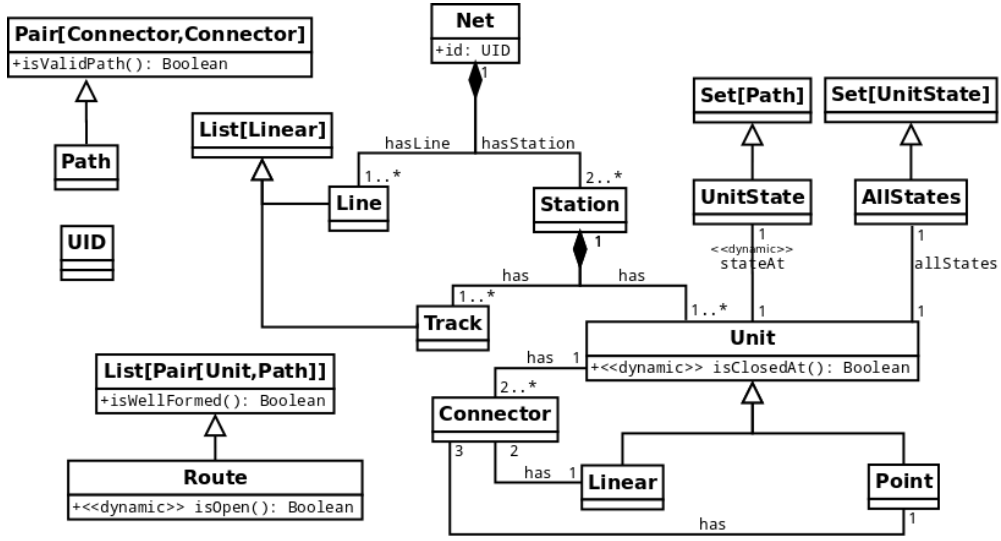 Net
+id: UID
1
Pair[Connector,Connector]
+isValidPath(): Boolean
Path
UID
List[Linear]
hasLine
hasStation
1..*
2..*
Line
Station
1
has
has
1..*
1..*
Track
Set[Path]
Set[UnitState]
UnitState
AllStates
1
1
<<dynamic>>
stateAt
allStates
1
1
Unit
+<<dynamic>> isClosedAt(): Boolean
has
1
2..*
Connector
3
2
has
1
Linear
Point
1
has
List[Pair[Unit,Path]]
+isWellFormed(): Boolean
Route
+<<dynamic>> isOpen(): Boolean